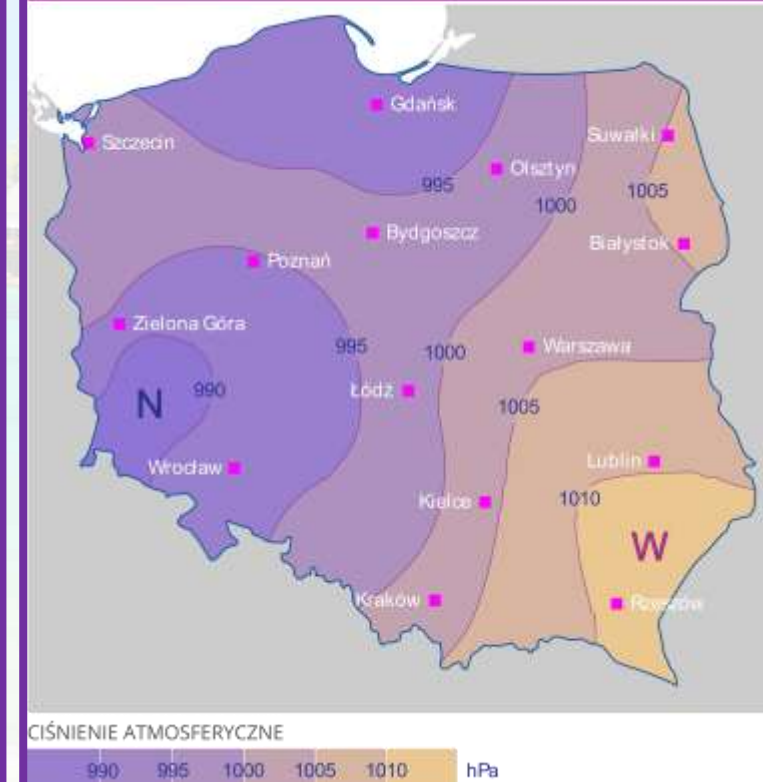 Gdańsk
Szczecin
Suwałki
Olsztyn
995
1005
1000
Bydgoszcz
Białystok
Poznań
Zielona Góra
995
1000
Warszawa
N
990
Łódź
1005
Wrocław
Lublin
Kielce
1010
W
Kraków
Rzeszów
CIŚNIENIE ATMOSFERYCZNE
990 995 1000 1005 1010 hPa